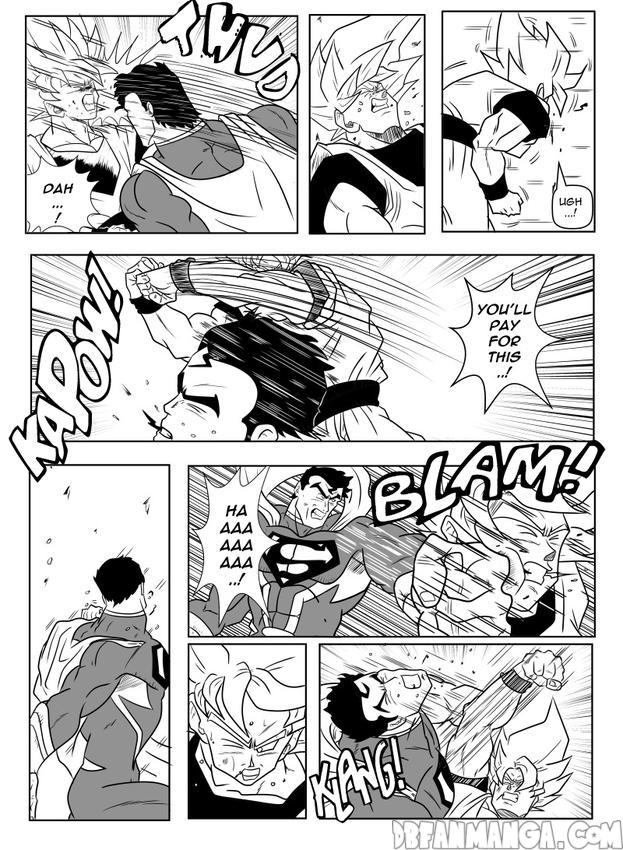 THUD
DAH
...!
UGH
...!
KAPOW!
YOU'LL
PAY
FOR
THIS
...!
BLAM!
HA
AAA
AAA
AAA
...!
KLANG!
DBFANMANGA.COM